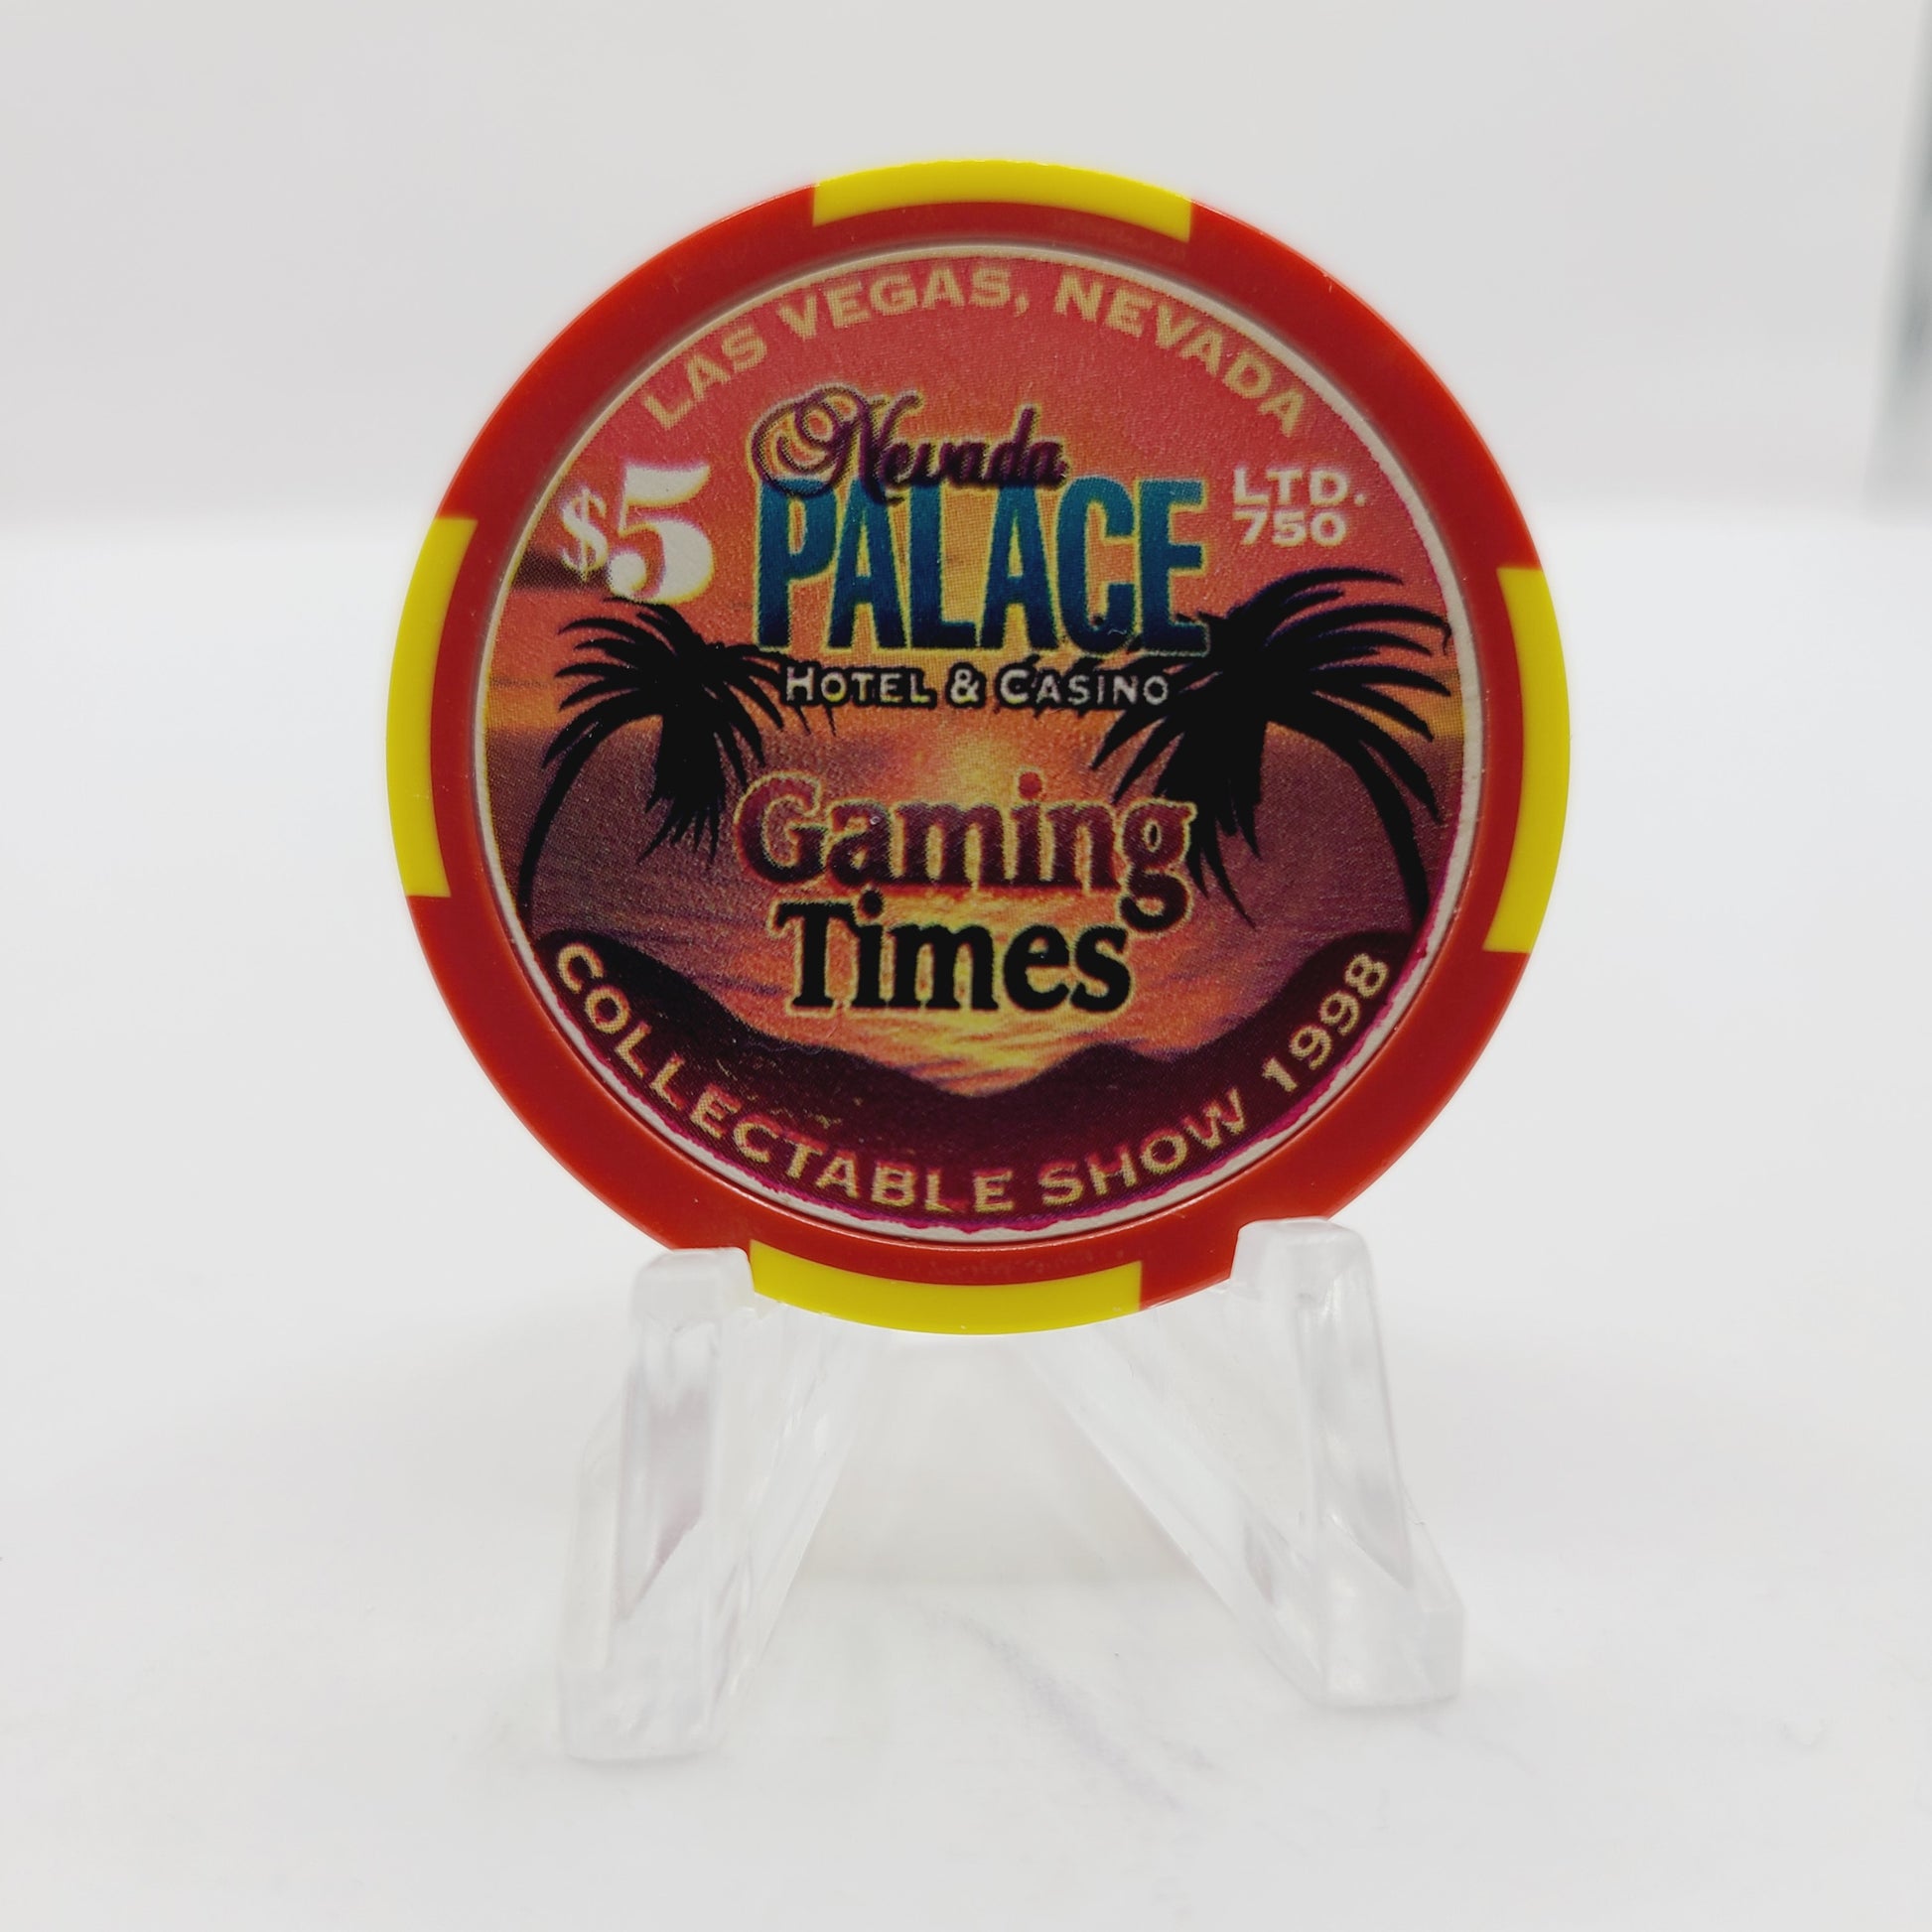 LAS VEGAS, NEVADA
Nevada
PALACE
HOTEL & CASINO
$5
LTD.
750
Gaming
Times
COLLECTABLE SHOW 1998